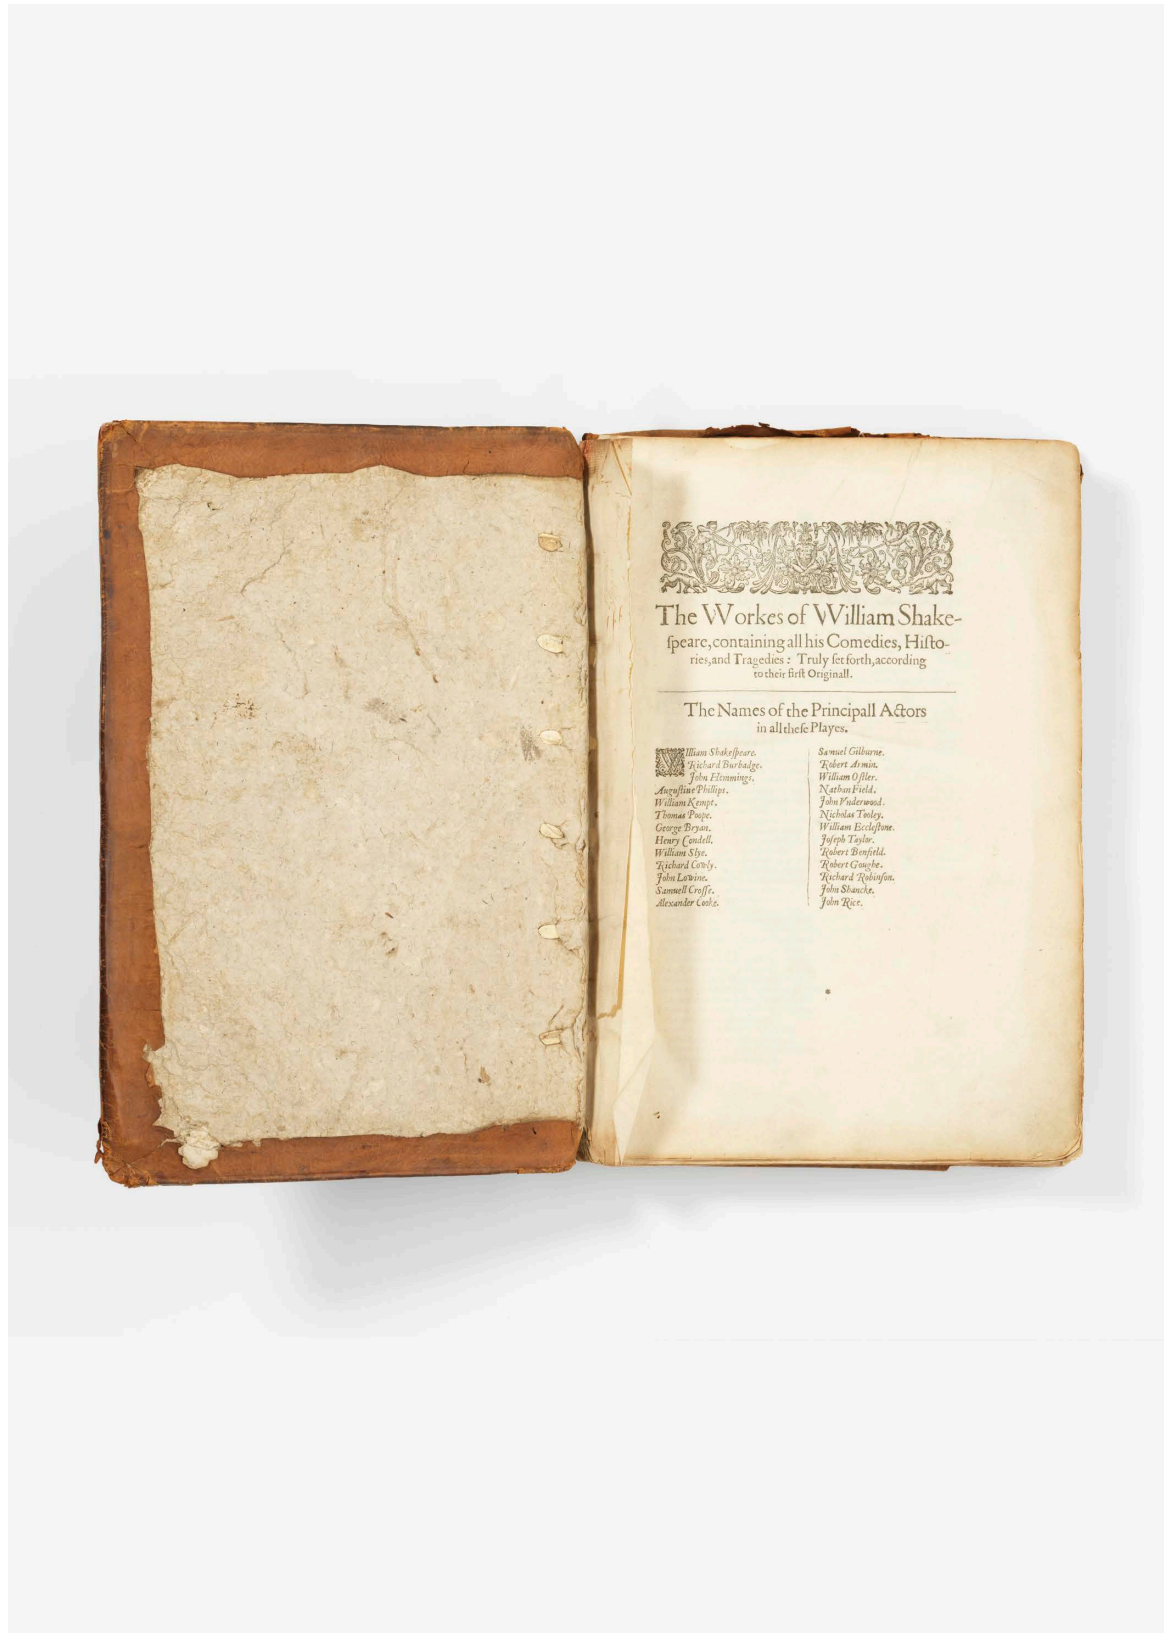 The Workes of William Shake-
ſpeare, containing all his Comedies, Hiſto-
ries, and Tragedies: Truly ſet forth, according
to their firſt Originall.
The Names of the Principall Actors
in all theſe Playes.
William Shakeſpeare.
Richard Burbadge.
John Hemmings.
Auguſtine Phillips.
William Kempt.
Thomas Poope.
George Bryan.
Henry Condell.
William Slye.
Richard Cowly.
John Lowine.
Samuell Croſſe.
Alexander Cooke.
Samuel Gilburne.
Robert Armin.
William Oſtler.
Nathan Field.
John Vnderwood.
Nicholas Tooley.
William Eccleſtone.
Joſeph Taylor.
Robert Benfield.
Robert Goughe.
Richard Robinſon.
John Shancke.
John Rice.